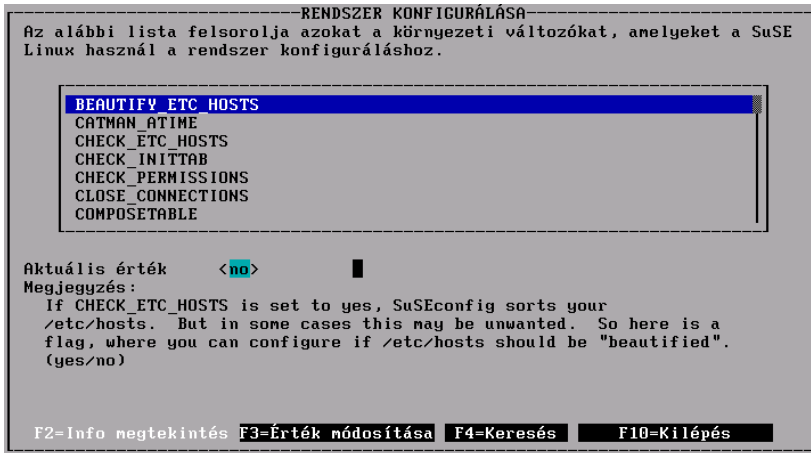 RENDSZER KONFIGURÁLÁSA
Az alábbi lista felsorolja azokat a környezeti változókat, amelyeket a SuSE
Linux használ a rendszer konfiguráláshoz.
BEAUTIFY_ETC_HOSTS
CATMAN_ATIME
CHECK_ETC_HOSTS
CHECK_INITTAB
CHECK_PERMISSIONS
CLOSE_CONNECTIONS
COMPOSETABLE
Aktuális érték <no>
Megjegyzés:
If CHECK_ETC_HOSTS is set to yes, SuSEconfig sorts your
/etc/hosts. But in some cases this may be unwanted. So here is a
flag, where you can configure if /etc/hosts should be "beautified".
(yes/no)
F2=Info megtekintés F3=Érték módosítása F4=Keresés F10=Kilépés